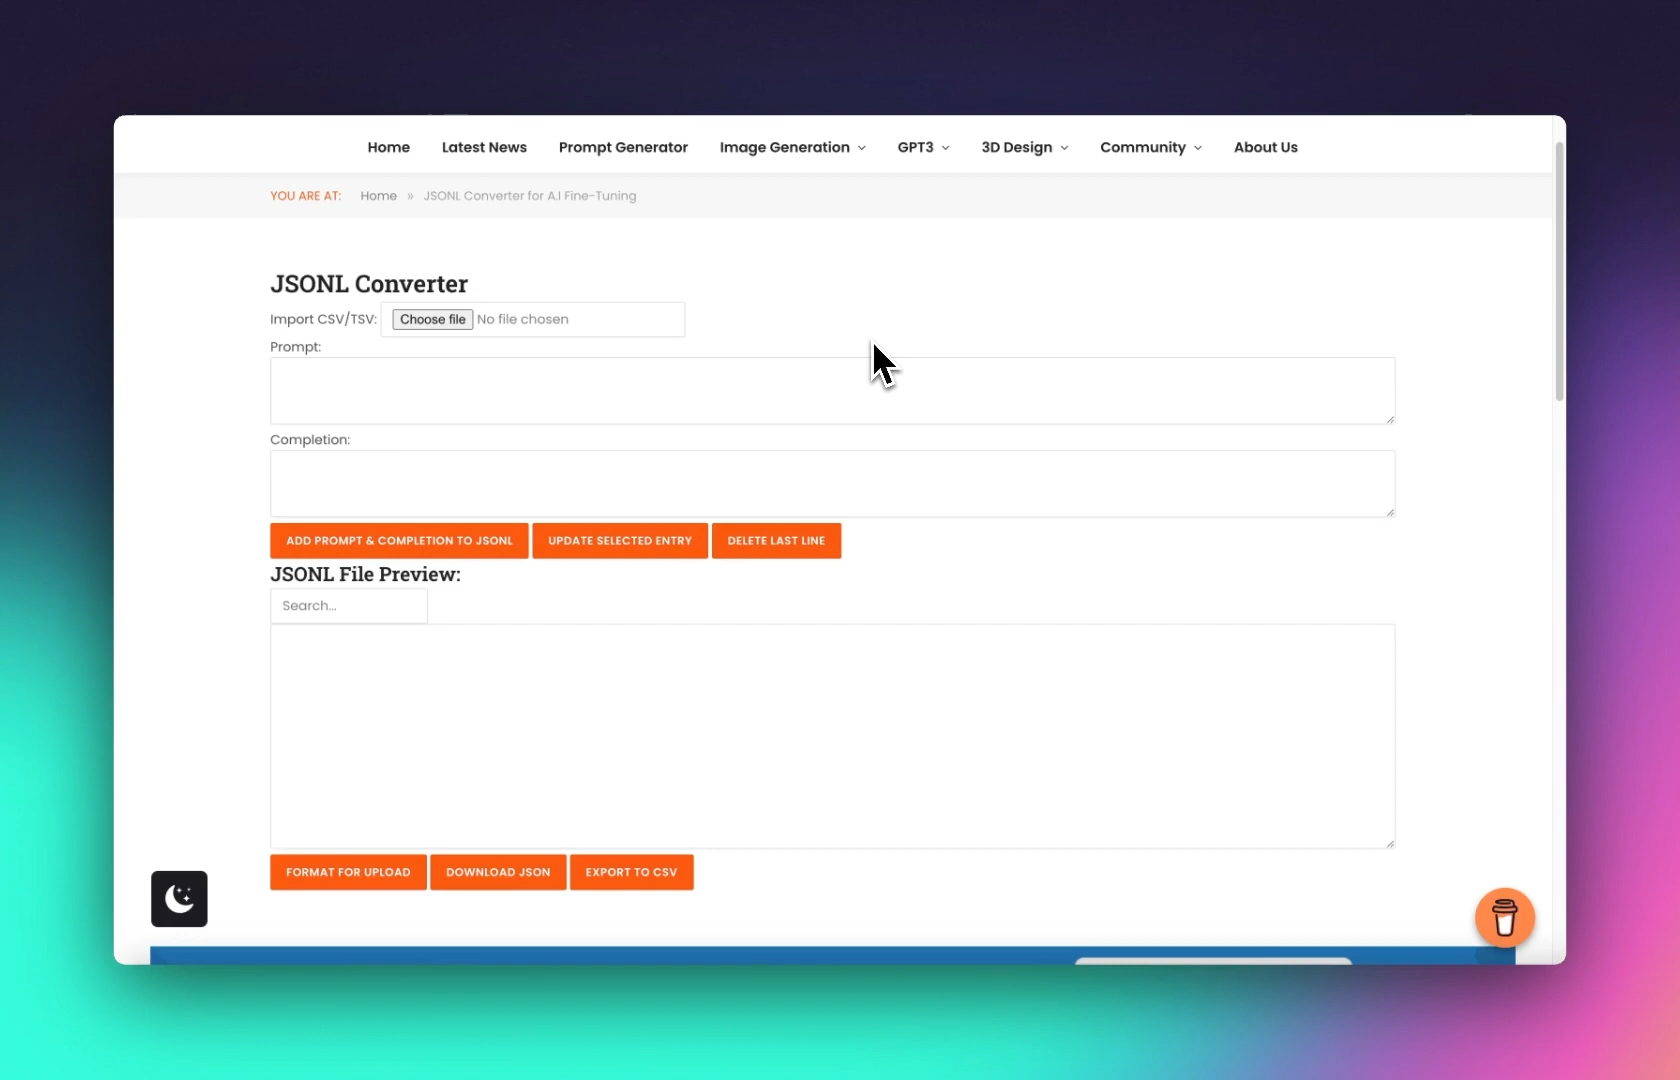 Home Latest News Prompt Generator Image Generation GPT3 3D Design Community About Us
YOU ARE AT: Home » JSONL Converter for A.I Fine-Tuning
JSONL Converter
Import CSV/TSV: Choose file No file chosen
Prompt:
Completion:
ADD PROMPT & COMPLETION TO JSONL UPDATE SELECTED ENTRY DELETE LAST LINE
JSONL File Preview:
Search...
FORMAT FOR UPLOAD DOWNLOAD JSON EXPORT TO CSV